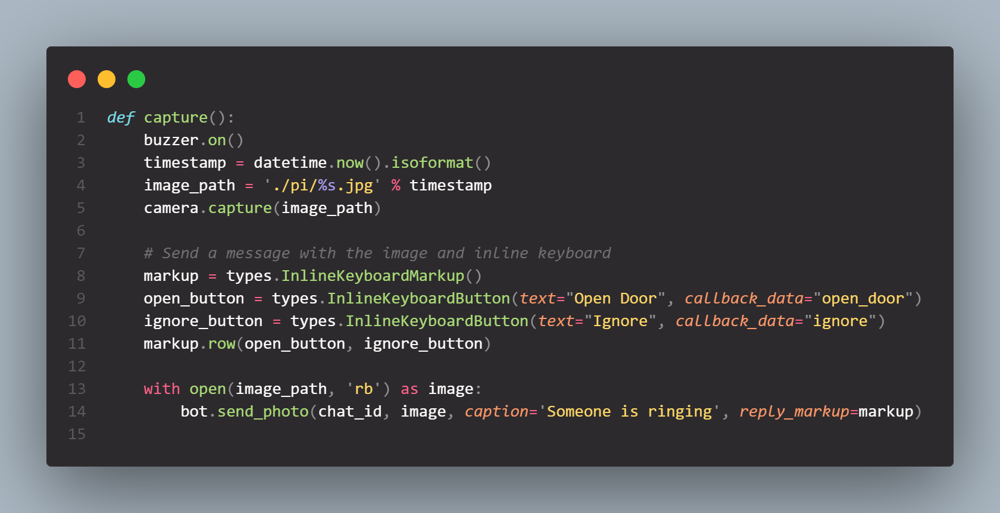 1 def capture():
2     buzzer.on()
3     timestamp = datetime.now().isoformat()
4     image_path = './pi/%s.jpg' % timestamp
5     camera.capture(image_path)
6
7     # Send a message with the image and inline keyboard
8     markup = types.InlineKeyboardMarkup()
9     open_button = types.InlineKeyboardButton(text="Open Door", callback_data="open_door")
10     ignore_button = types.InlineKeyboardButton(text="Ignore", callback_data="ignore")
11     markup.row(open_button, ignore_button)
12
13     with open(image_path, 'rb') as image:
14         bot.send_photo(chat_id, image, caption='Someone is ringing', reply_markup=markup)
15